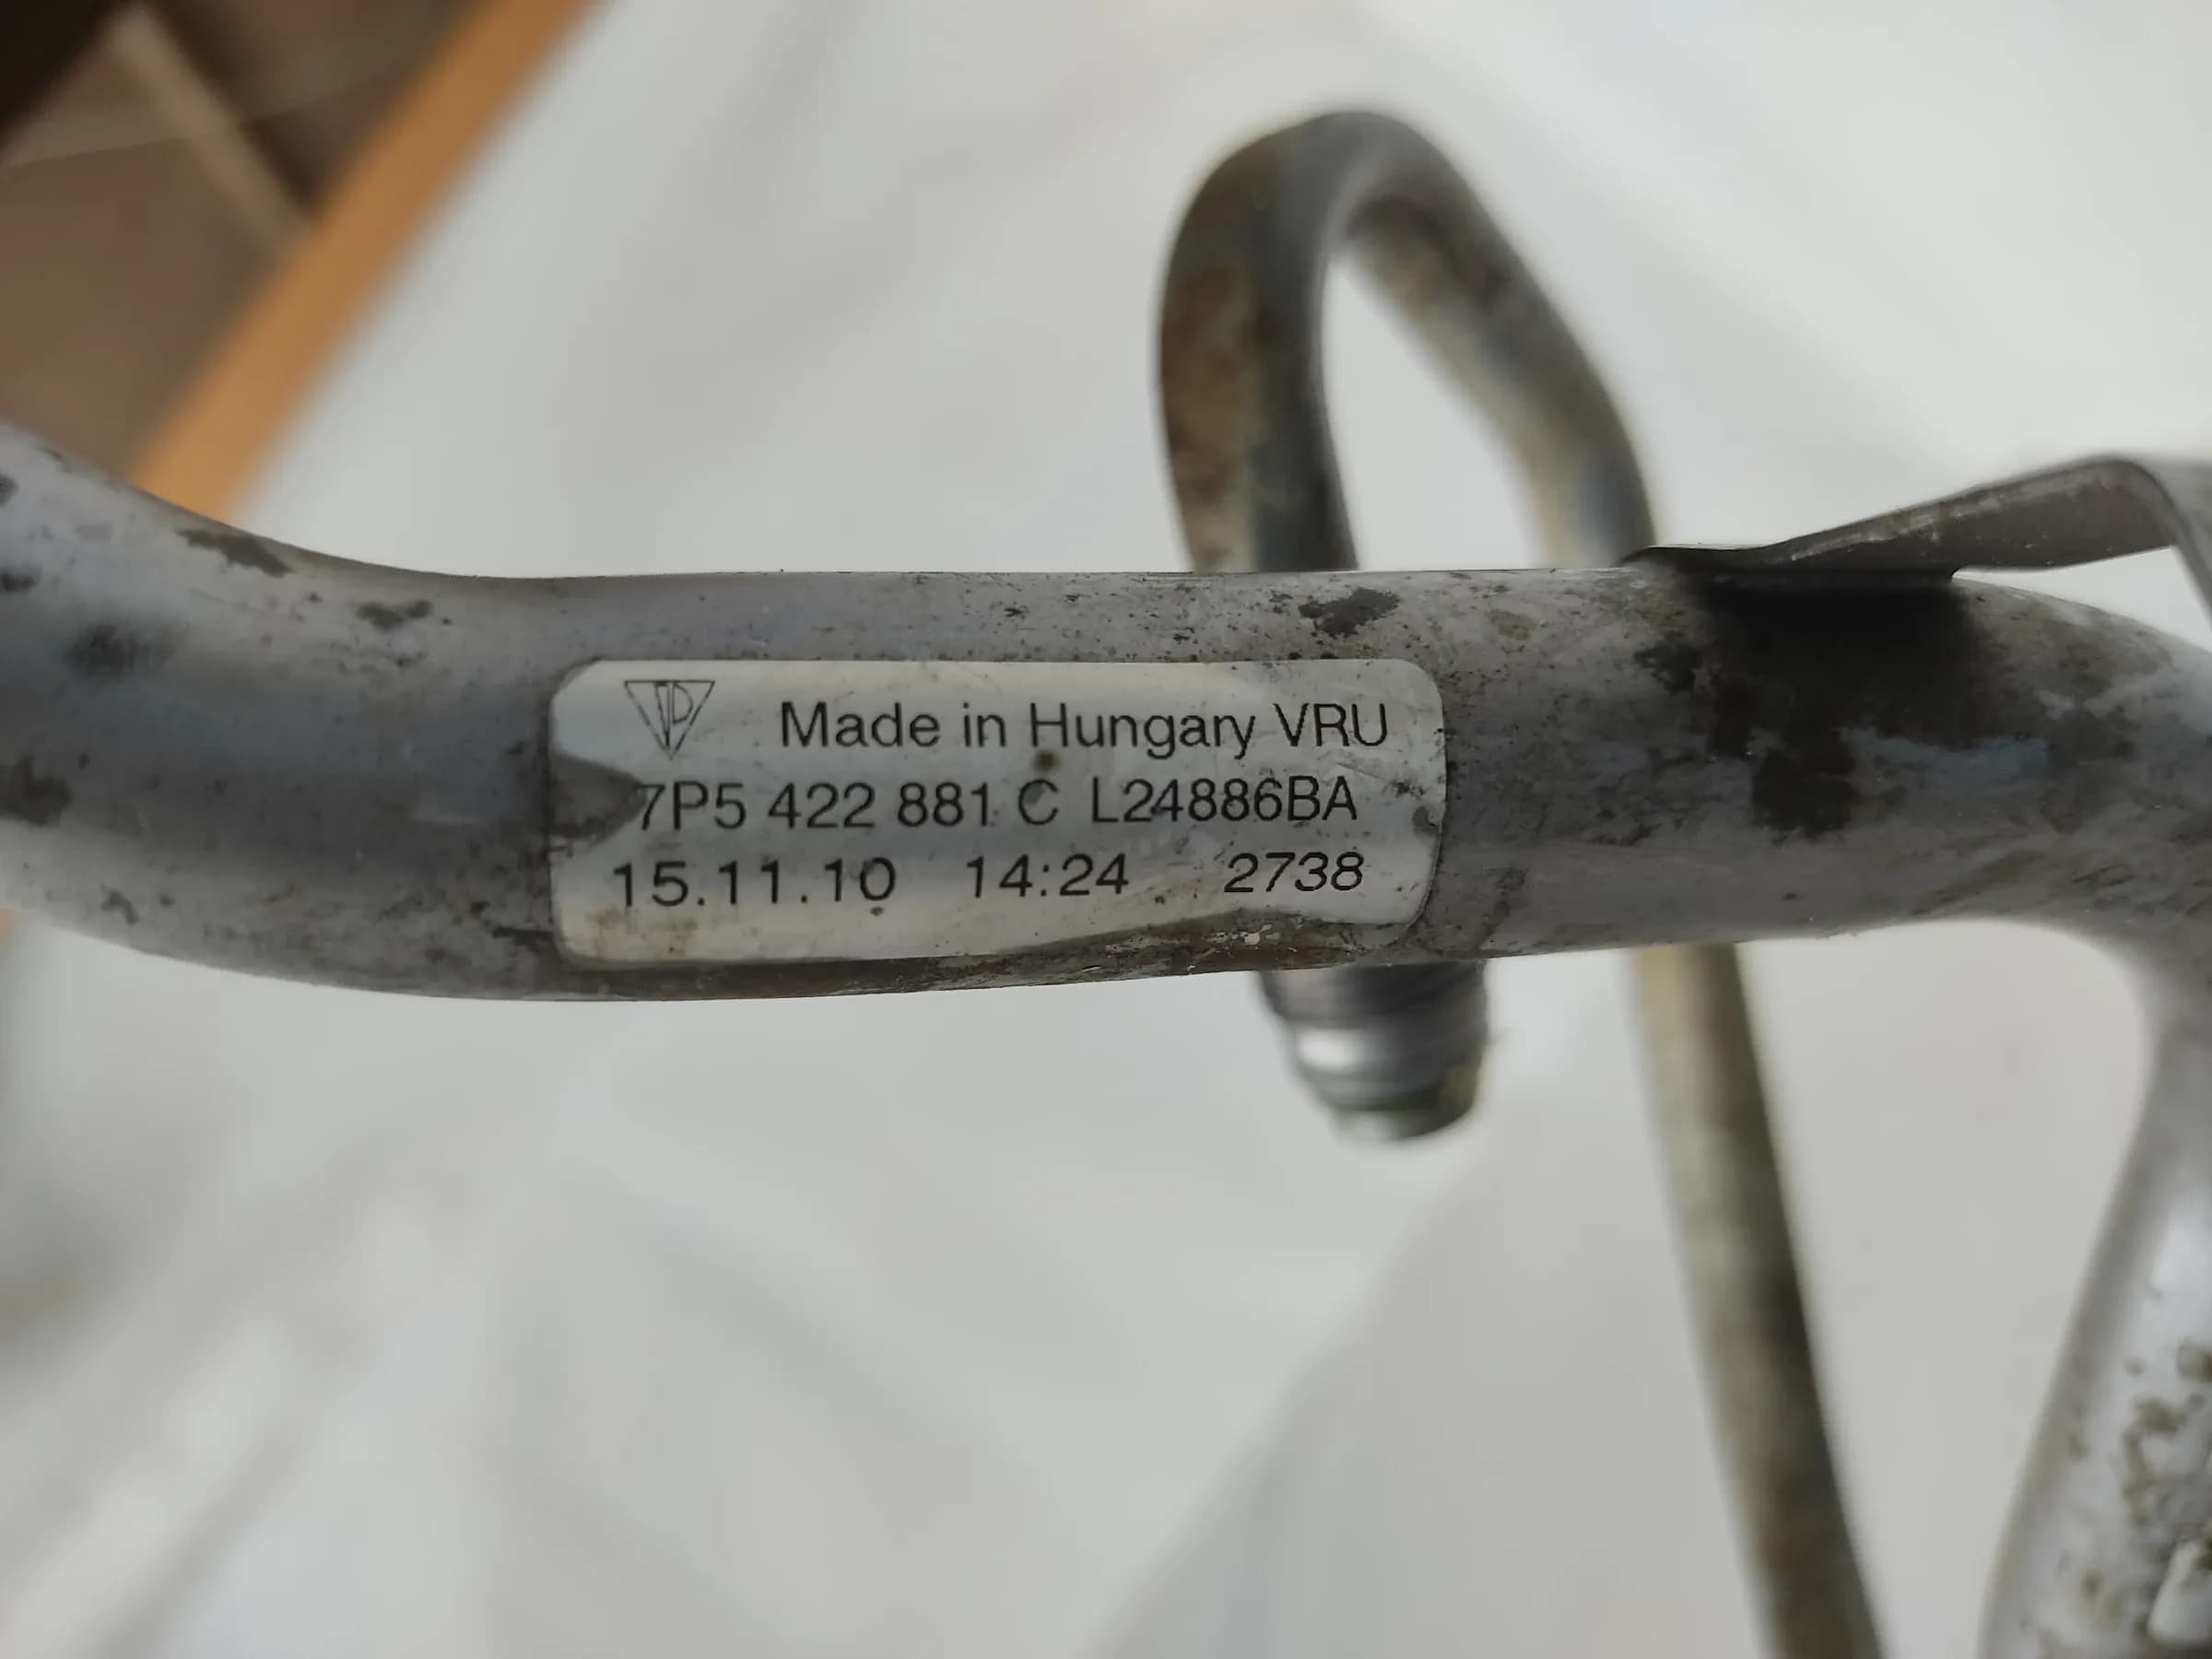 Made in Hungary VRU
7P5 422 881 C L24886BA
15.11.10 14:24 2738